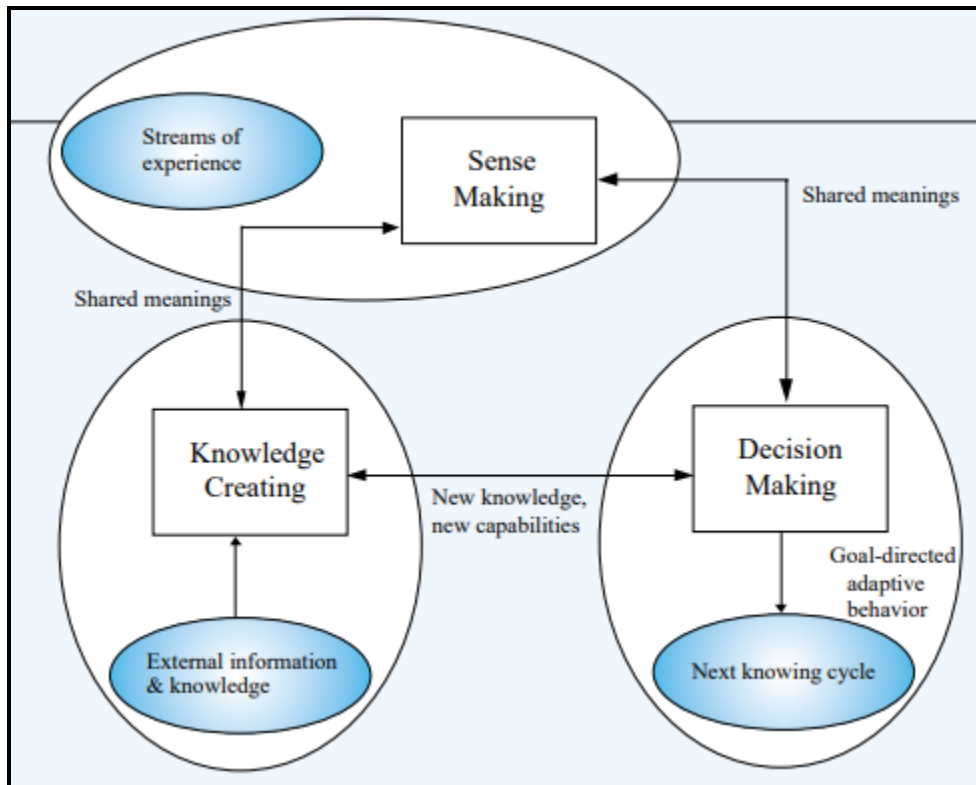 Streams of
experience
Sense
Making
Shared meanings
Shared meanings
Knowledge
Creating
Decision
Making
New knowledge,
new capabilities
Goal-directed
adaptive
behavior
External information
& knowledge
Next knowing cycle